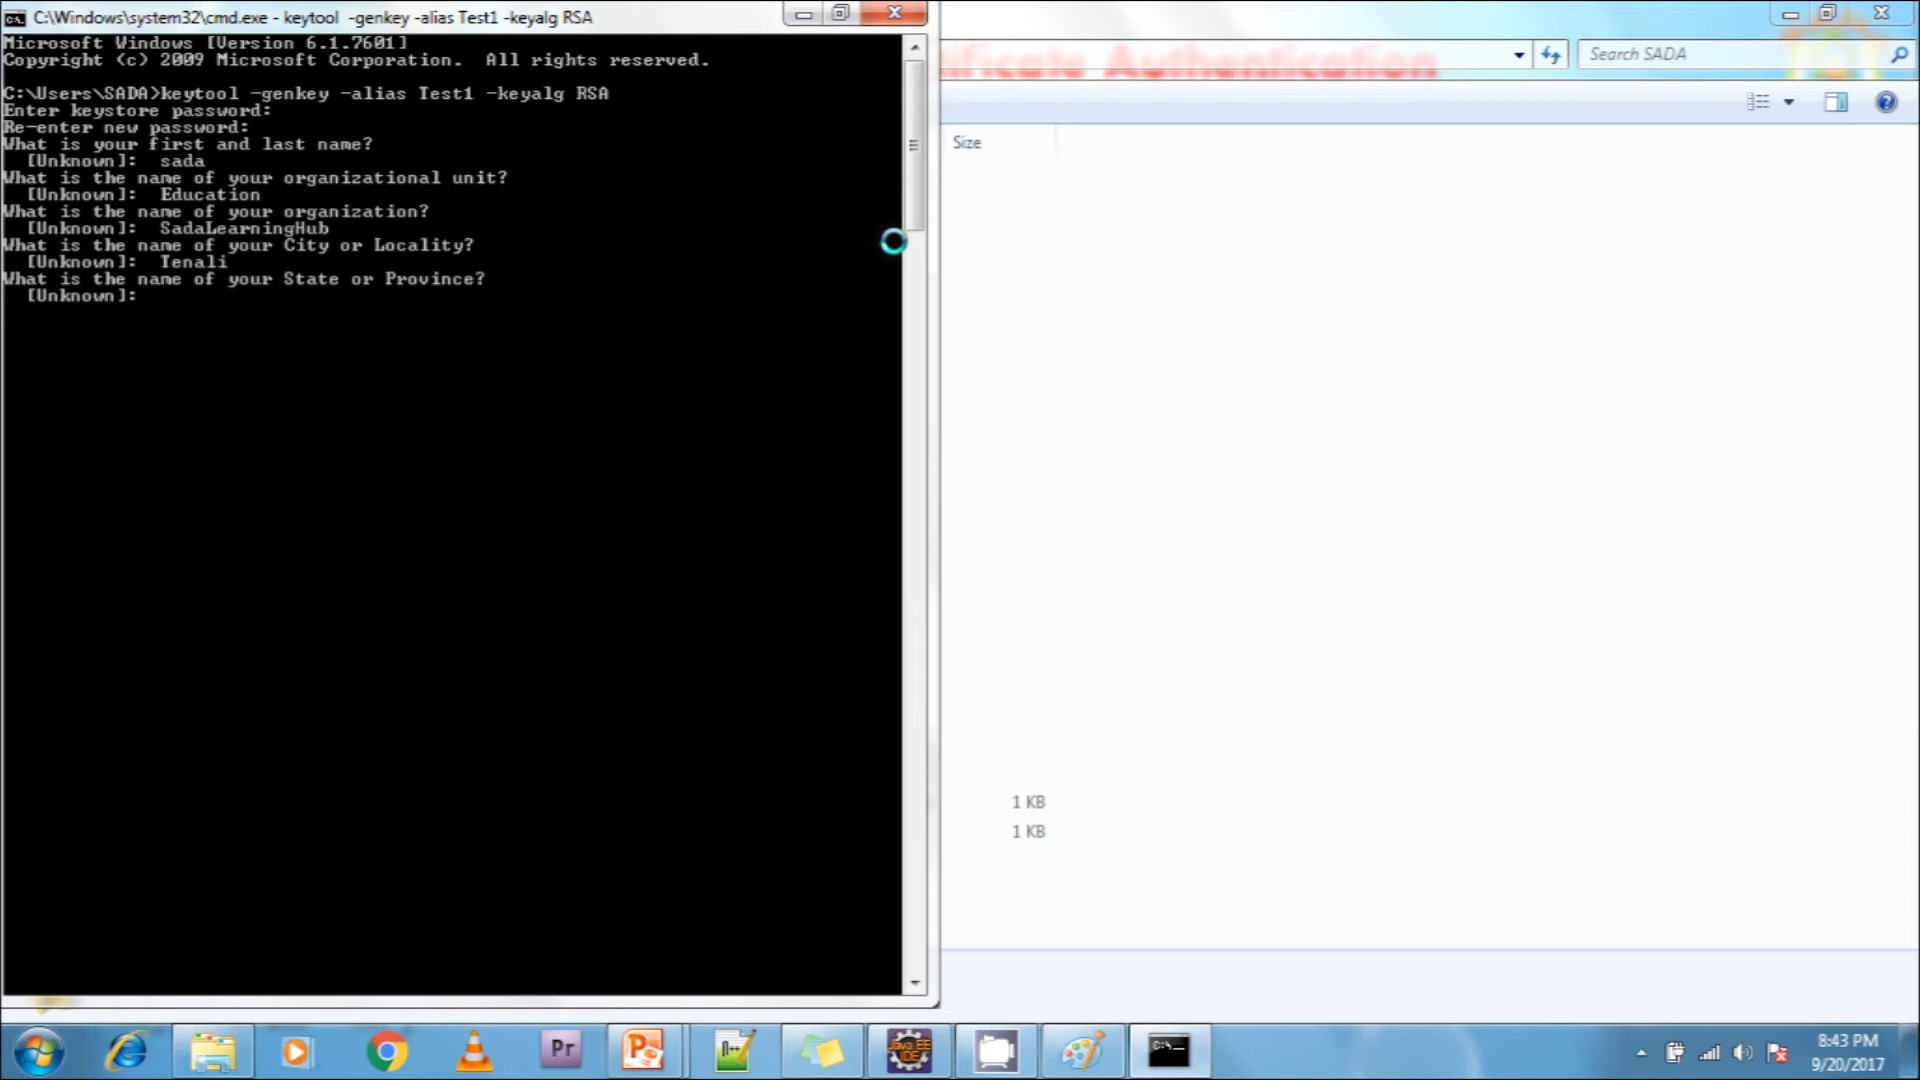 C:\Windows\system32\cmd.exe - keytool -genkey -alias Test1 -keyalg RSA
Microsoft Windows [Version 6.1.7601]
Copyright (c) 2009 Microsoft Corporation. All rights reserved.
C:\Users\SADA>keytool -genkey -alias Test1 -keyalg RSA
Enter keystore password:
Re-enter new password:
What is your first and last name?
[Unknown]: sada
What is the name of your organizational unit?
[Unknown]: Education
What is the name of your organization?
[Unknown]: SadaLearningHub
What is the name of your City or Locality?
[Unknown]: Tenali
What is the name of your State or Province?
[Unknown]:
Authentication
Search SADA
Size
1 KB
1 KB
Pr
Java EE
IDE
C:\_
8:43 PM
9/20/2017